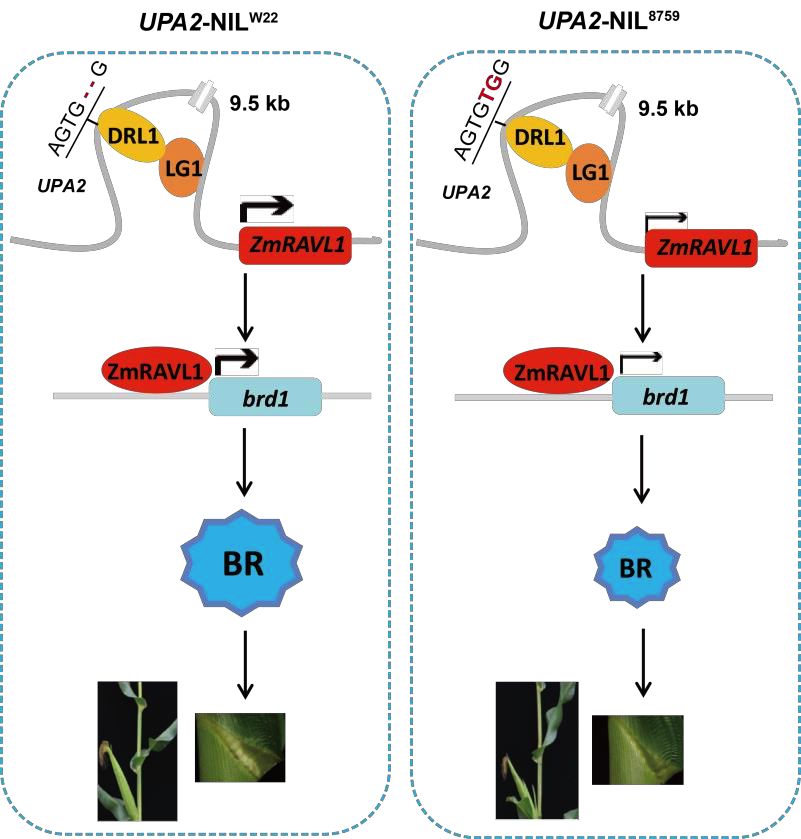 UPA2-NILW22
AGTG--G
9.5 kb
DRL1
LG1
UPA2
ZmRAVL1
ZmRAVL1
brd1
BR
UPA2-NIL8759
AGTGTGG
9.5 kb
DRL1
LG1
UPA2
ZmRAVL1
ZmRAVL1
brd1
BR